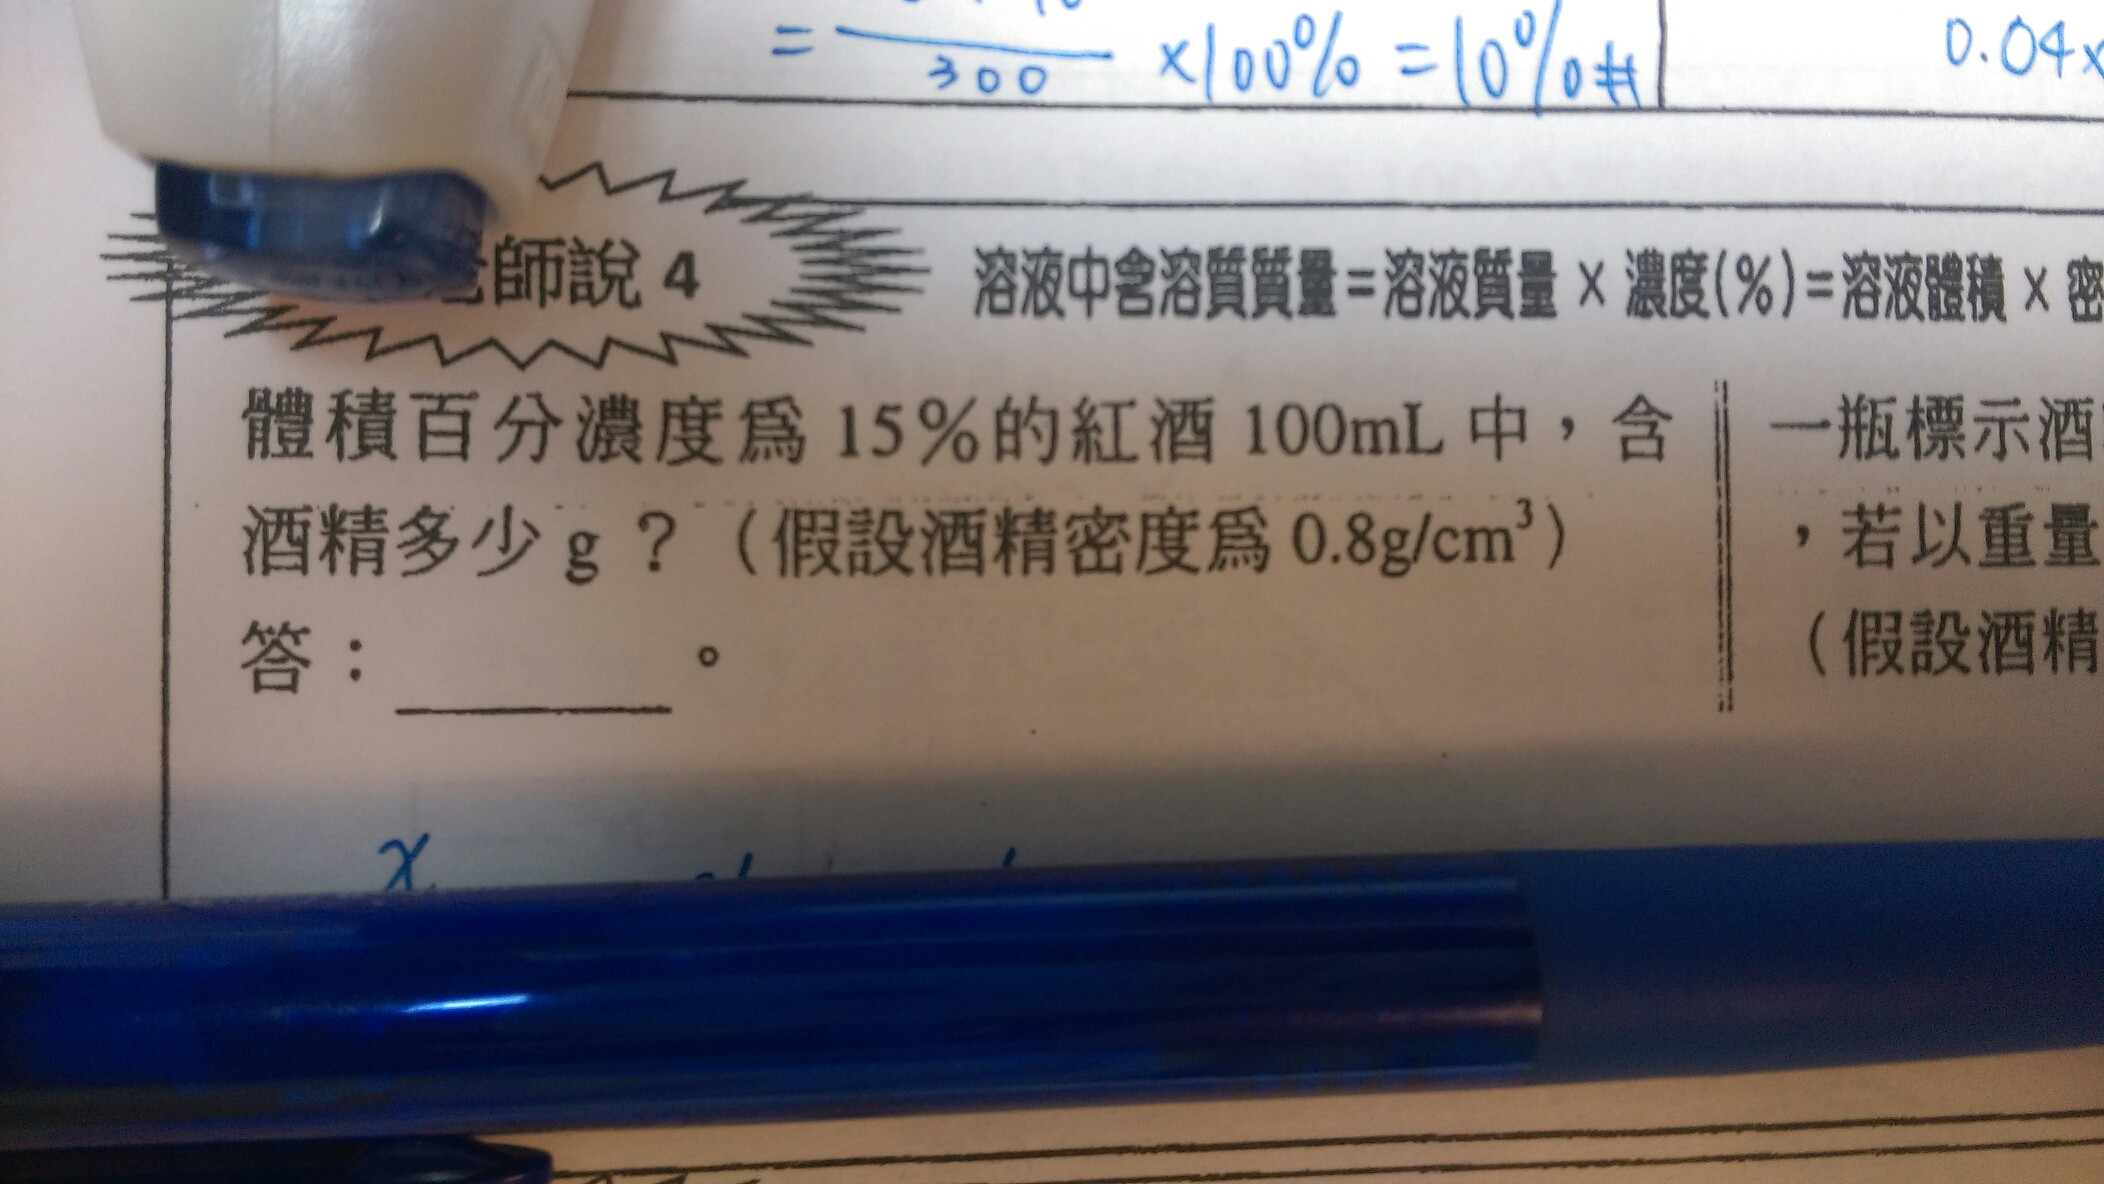 = 300 ×100% = 10%#
0.04×
師說 4
溶液中含溶質質量=溶液質量 × 濃度(%)=溶液體積 × 密
體積百分濃度爲 15%的紅酒 100mL 中,含
酒精多少 g ?(假設酒精密度爲 0.8g/cm³)
答: 。
一瓶標示酒
,若以重量
(假設酒精
x